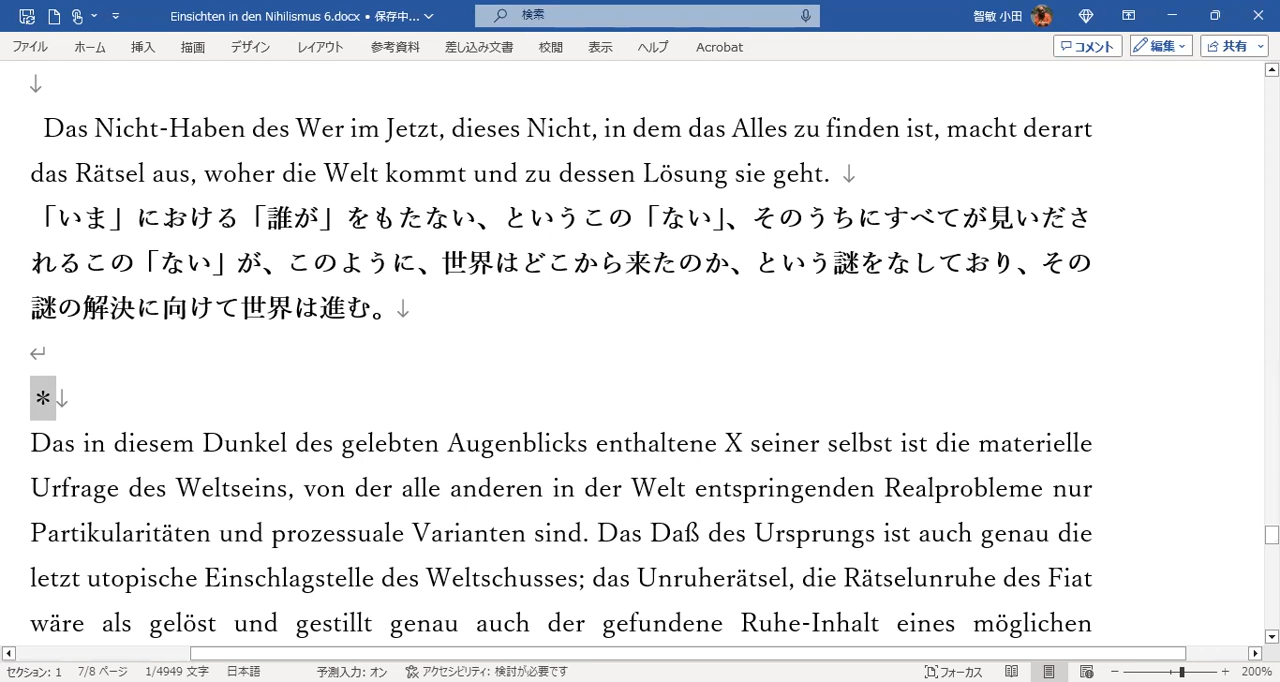 Einsichten in den Nihilismus 6.docx • 保存中...
検索
智敏 小田
ファイル ホーム 挿入 描画 デザイン レイアウト 参考資料 差し込み文書 校閲 表示 ヘルプ Acrobat
コメント 編集 共有
↓
Das Nicht-Haben des Wer im Jetzt, dieses Nicht, in dem das Alles zu finden ist, macht derart
das Rätsel aus, woher die Welt kommt und zu dessen Lösung sie geht. ↓
「いま」における「誰が」をもたない、というこの「ない」、そのうちにすべてが見いださ
れるこの「ない」が、このように、世界はどこから来たのか、という謎をなしており、その
謎の解決に向けて世界は進む。↓
↵
*↓
Das in diesem Dunkel des gelebten Augenblicks enthaltene X seiner selbst ist die materielle
Urfrage des Weltseins, von der alle anderen in der Welt entspringenden Realprobleme nur
Partikularitäten und prozessuale Varianten sind. Das Daß des Ursprungs ist auch genau die
letzt utopische Einschlagstelle des Weltschusses; das Unruherätsel, die Rätselunruhe des Fiat
wäre als gelöst und gestillt genau auch der gefundene Ruhe-Inhalt eines möglichen
セクション: 1 7/8 ページ 1/4949 文字 日本語 予測入力: オン アクセシビリティ: 検討が必要です フォーカス 200%